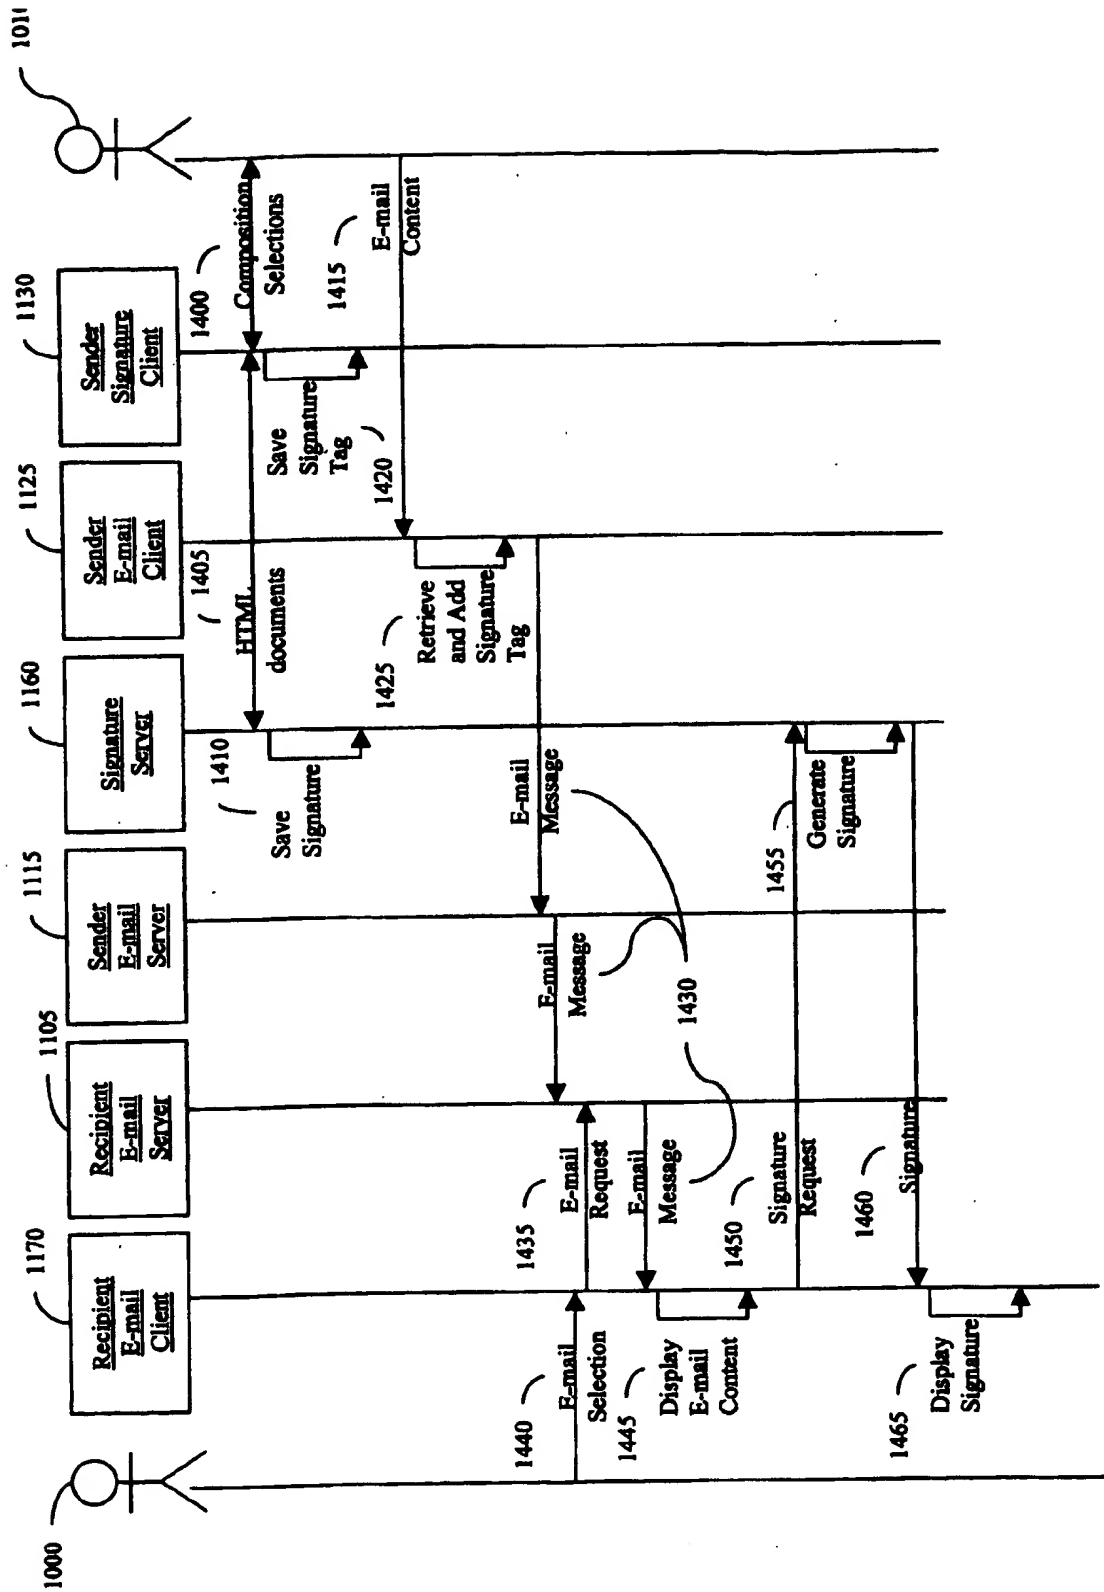 1000
1170
1105
1115
1160
1125
1130
Recipient
E-mail
Client
Recipient
E-mail
Server
Sender
E-mail
Server
Signature
Server
Sender
E-mail
Client
Sender
Signature
Client
1400
Composition
Selections
1405
HTML
documents
1410
Save
Signature
Save
Signature
Tag
1415
E-mail
Content
1420
1425
Retrieve
and Add
Signature
Tag
E-mail
Message
E-mail
Message
1430
1440
E-mail
Selection
1435
E-mail
Request
E-mail
Message
1445
Display
E-mail
Content
1450
Signature
Request
1455
Generate
Signature
1460
Signature
1465
Display
Signature